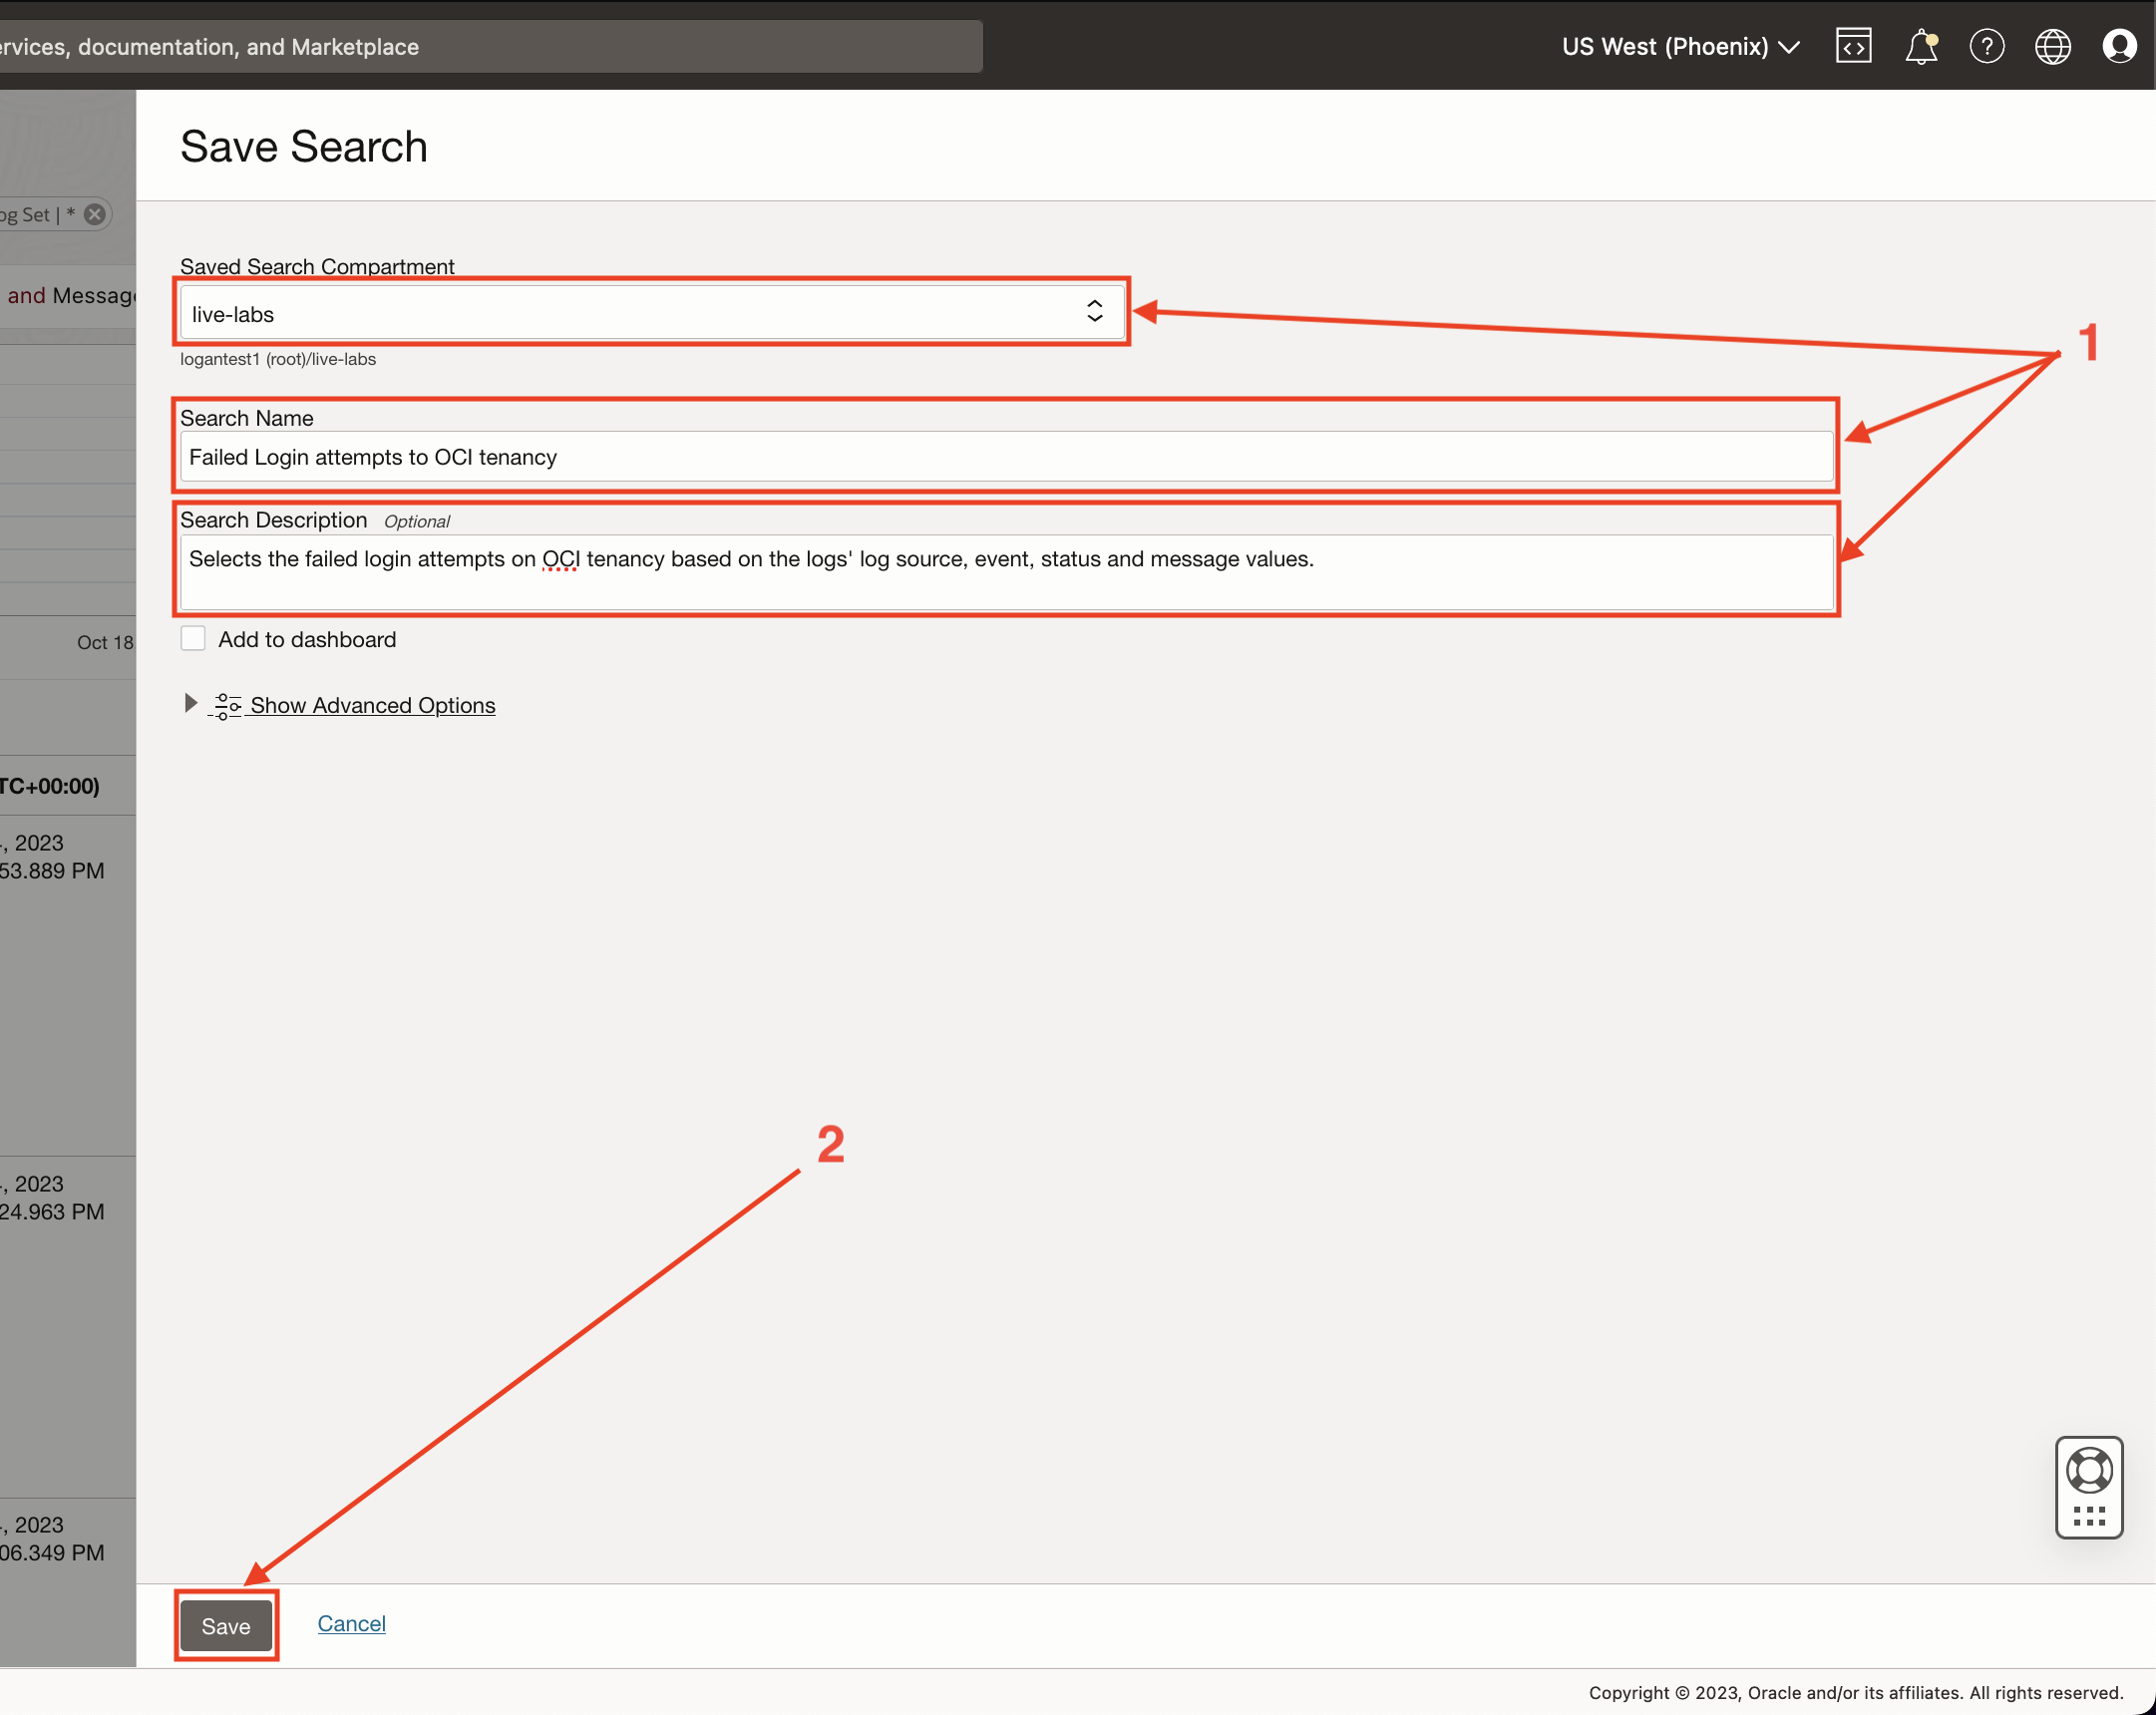 ervices, documentation, and Marketplace
US West (Phoenix)
Save Search
og Set | *
and Message
Saved Search Compartment
live-labs
logantest1 (root)/live-labs
1
Search Name
Failed Login attempts to OCI tenancy
Search Description Optional
Selects the failed login attempts on OCI tenancy based on the logs' log source, event, status and message values.
Add to dashboard
Oct 18
Show Advanced Options
TC+00:00)
, 2023
53.889 PM
2
, 2023
24.963 PM
, 2023
06.349 PM
Save
Cancel
Copyright © 2023, Oracle and/or its affiliates. All rights reserved.